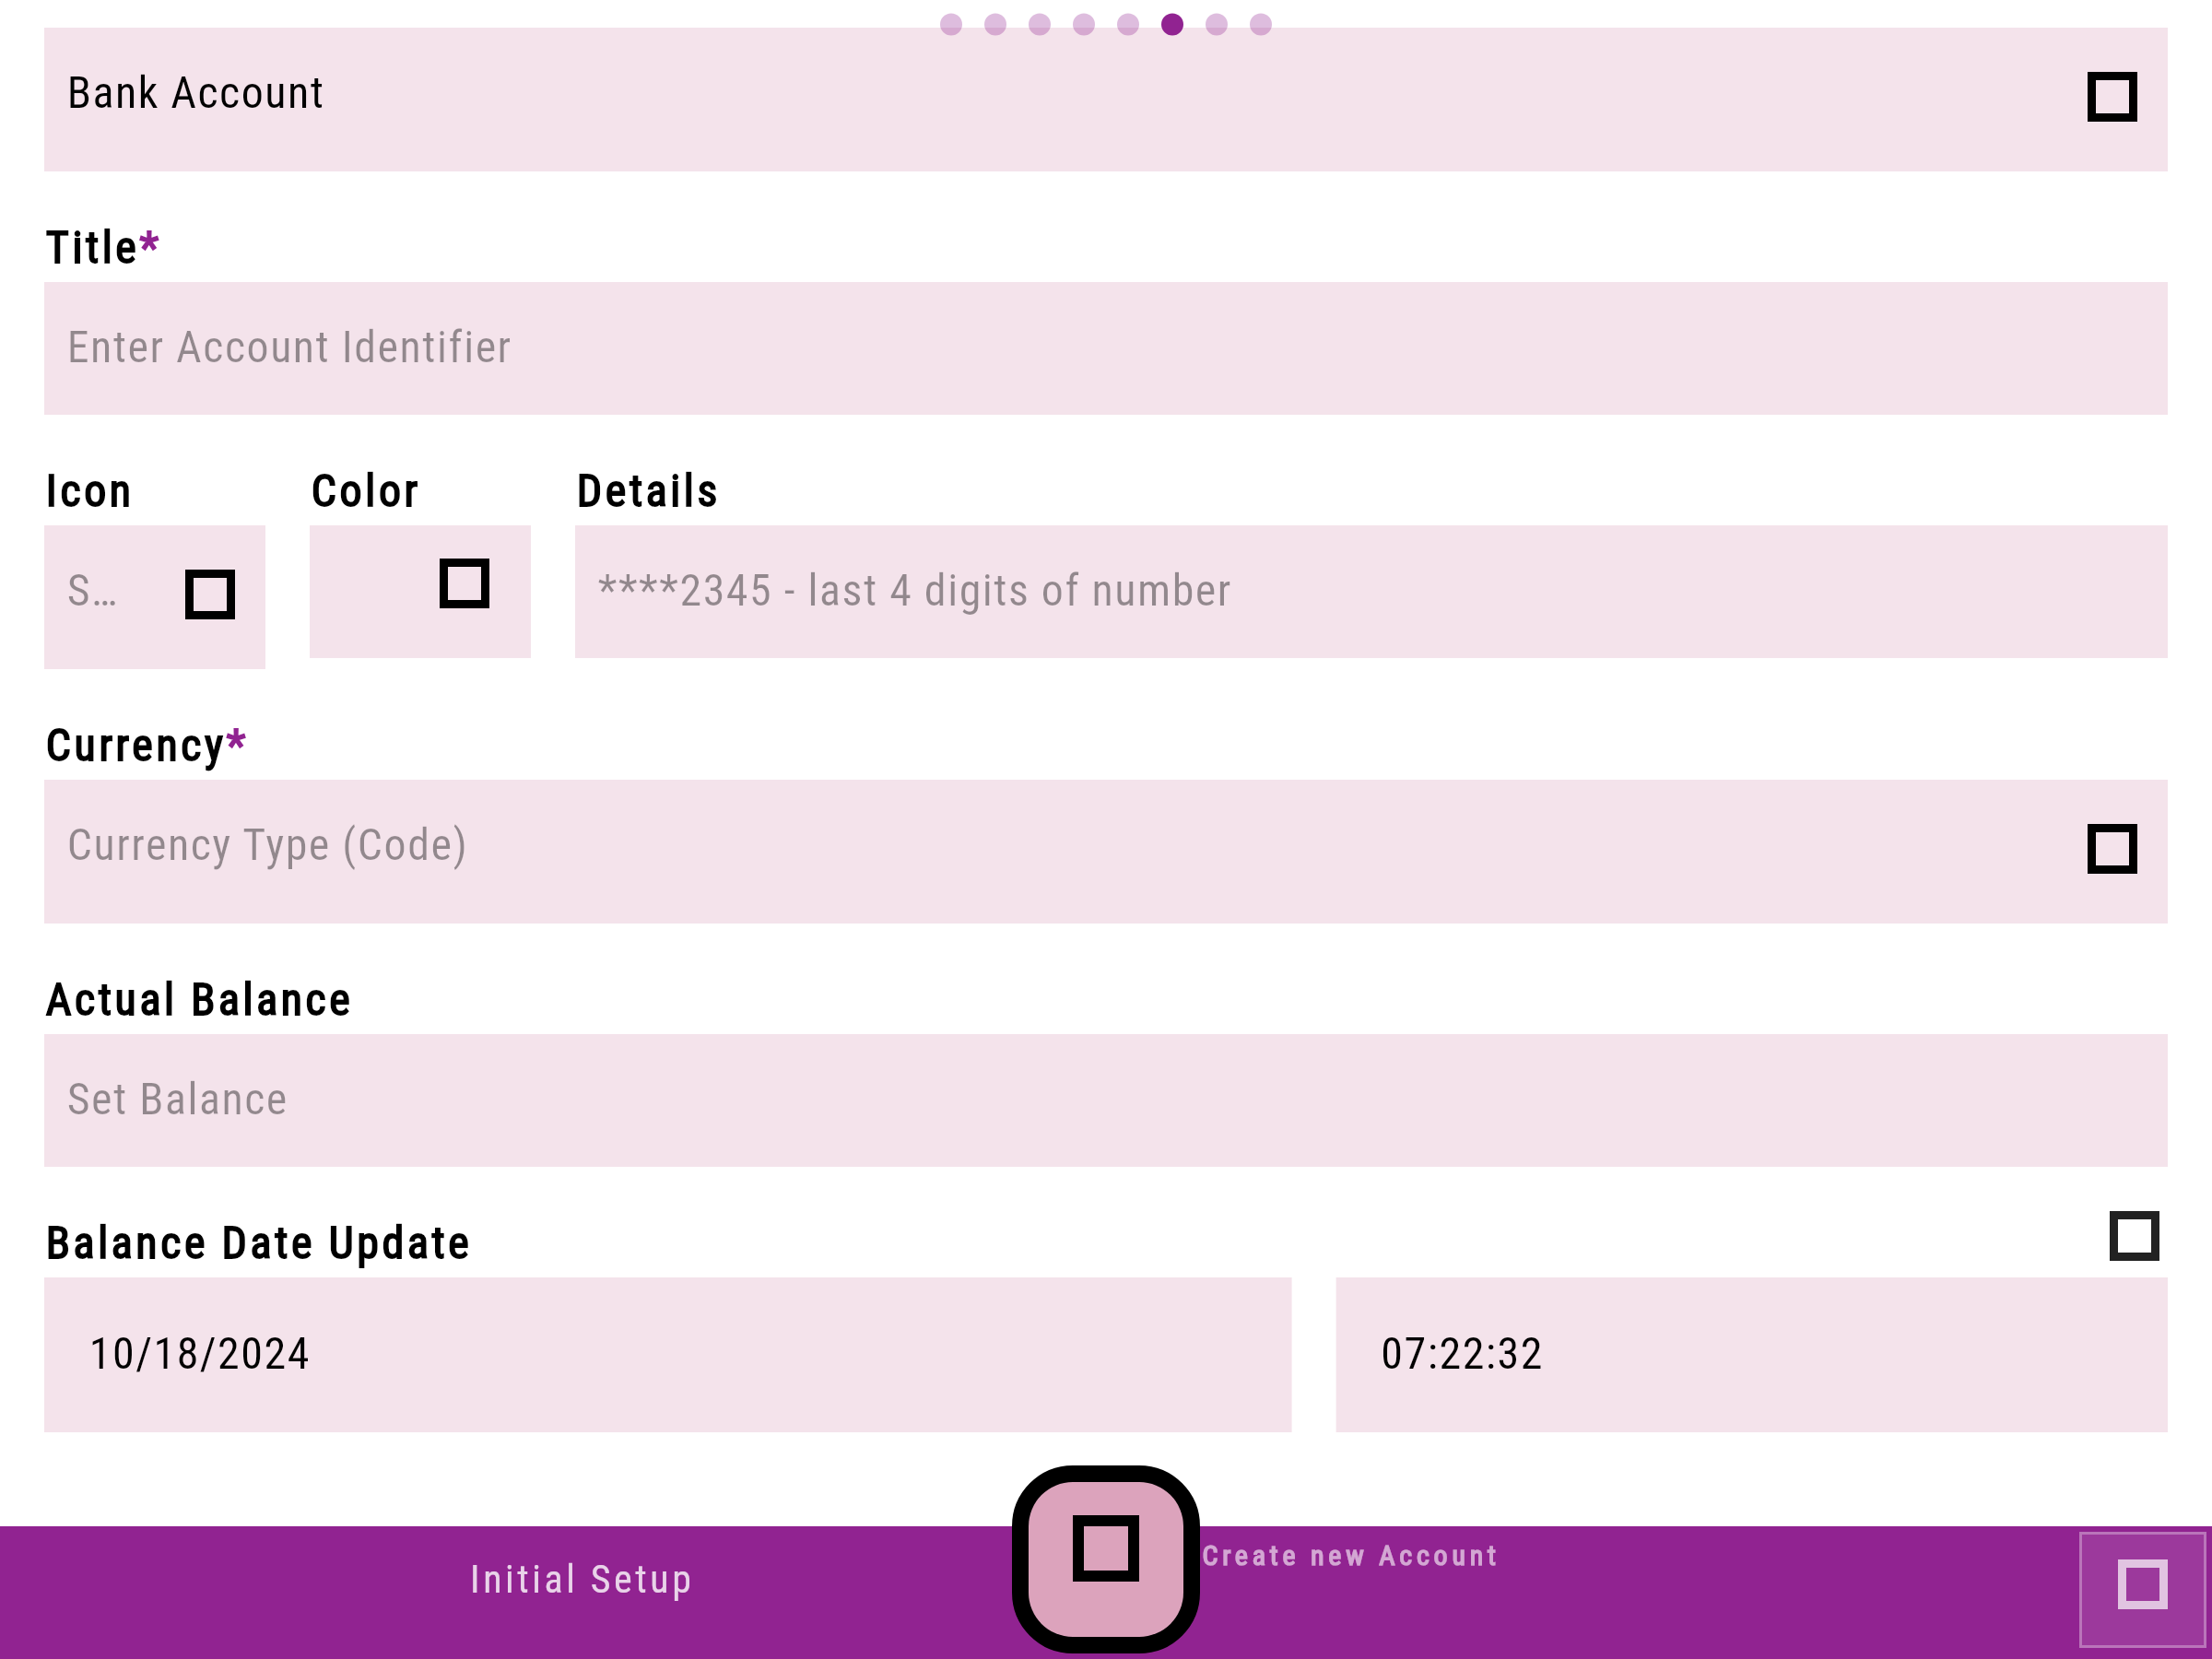 Bank Account
Title*
Enter Account Identifier
Icon
Color
Details
S…
****2345 - last 4 digits of number
Currency*
Currency Type (Code)
Actual Balance
Set Balance
Balance Date Update
10/18/2024
07:22:32
Initial Setup
Create new Account